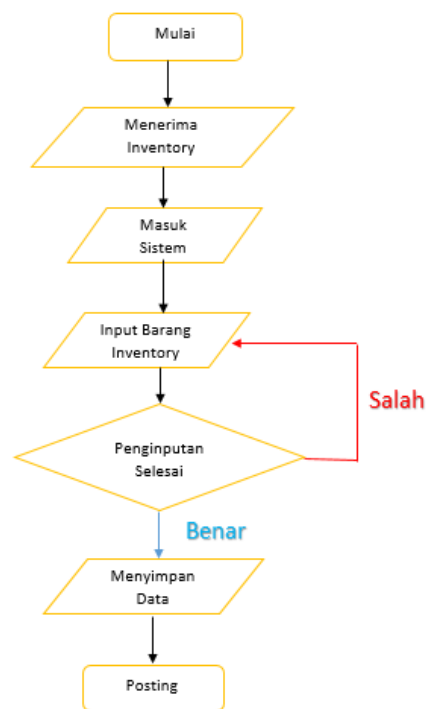 Mulai
Menerima
Inventory
Masuk
Sistem
Input Barang
Inventory
Salah
Penginputan
Selesai
Benar
Menyimpan
Data
Posting